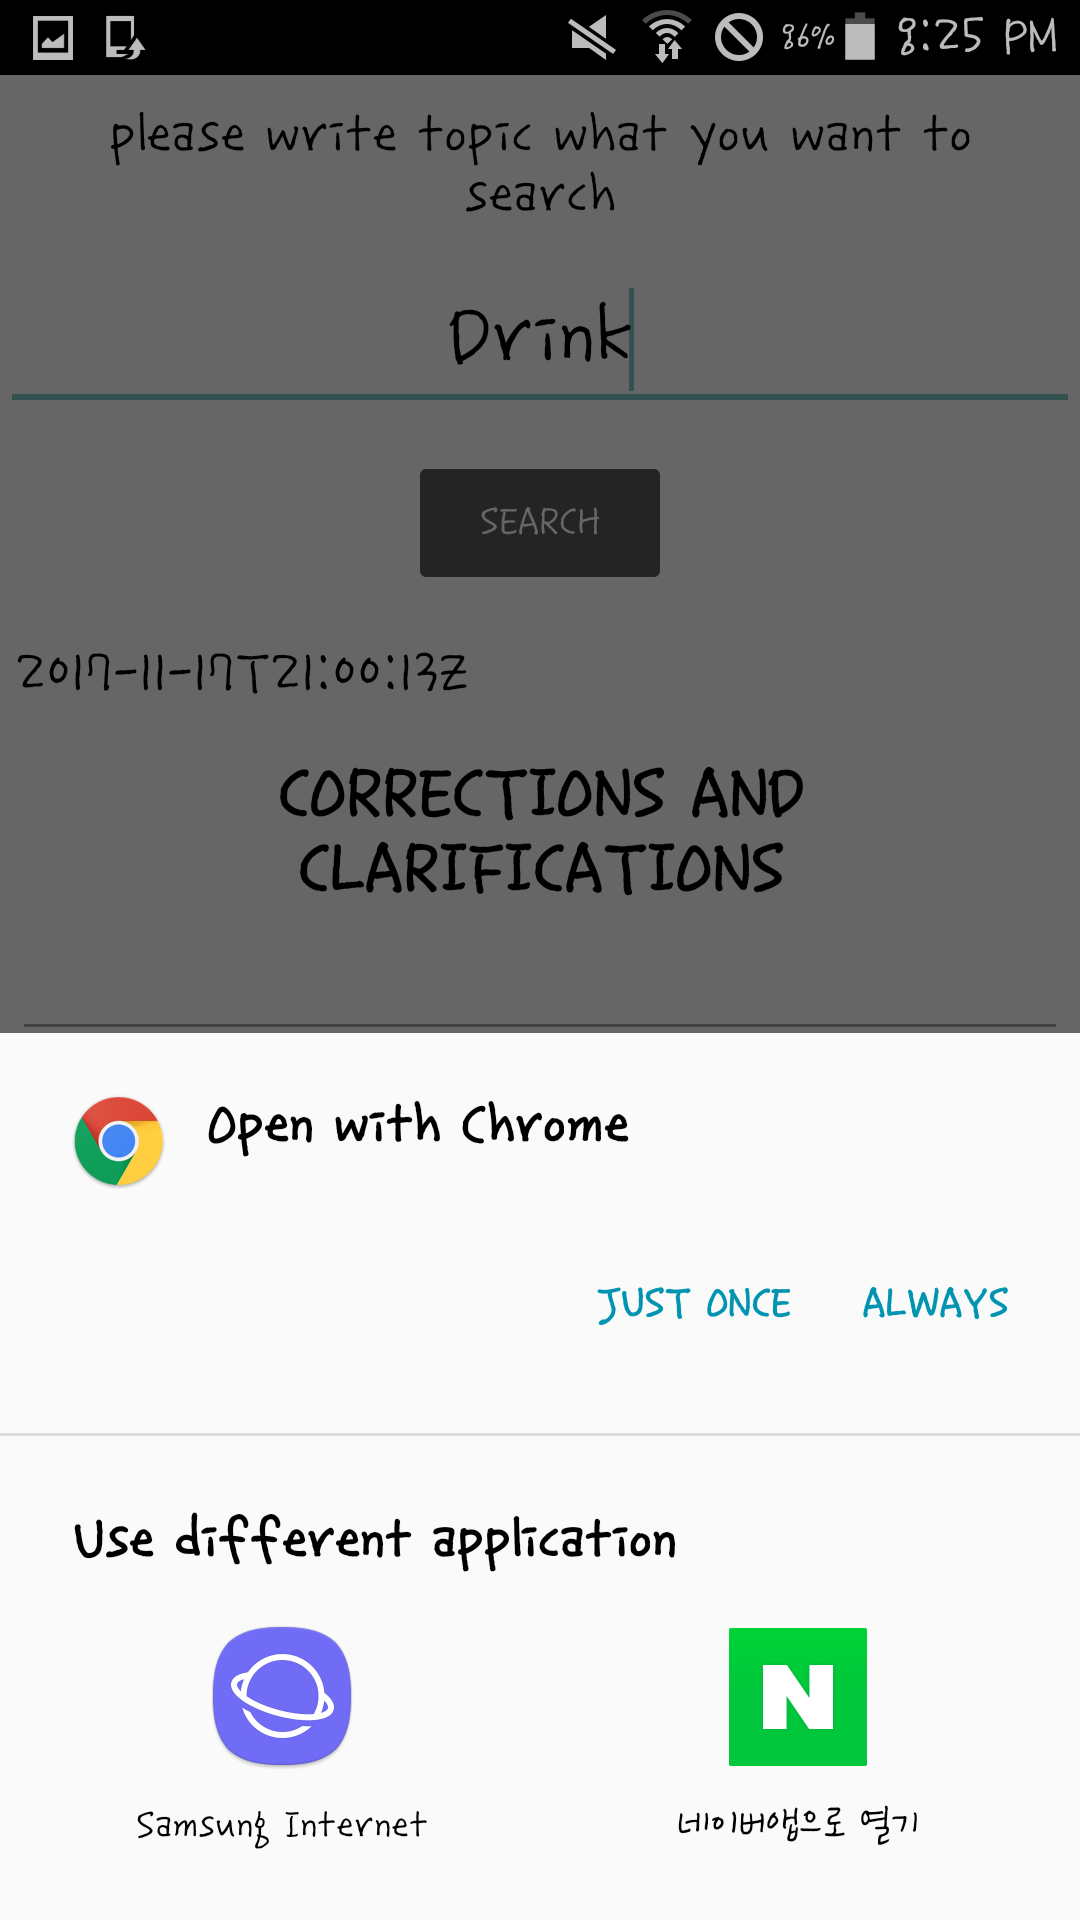 96% 8:25 PM
please write topic what you want to
search
Drink
SEARCH
2017-11-17T21:00:13Z
CORRECTIONS AND
CLARIFICATIONS
Open with Chrome
JUST ONCE ALWAYS
Use different application
N
Samsung Internet 네이버앱으로 열기